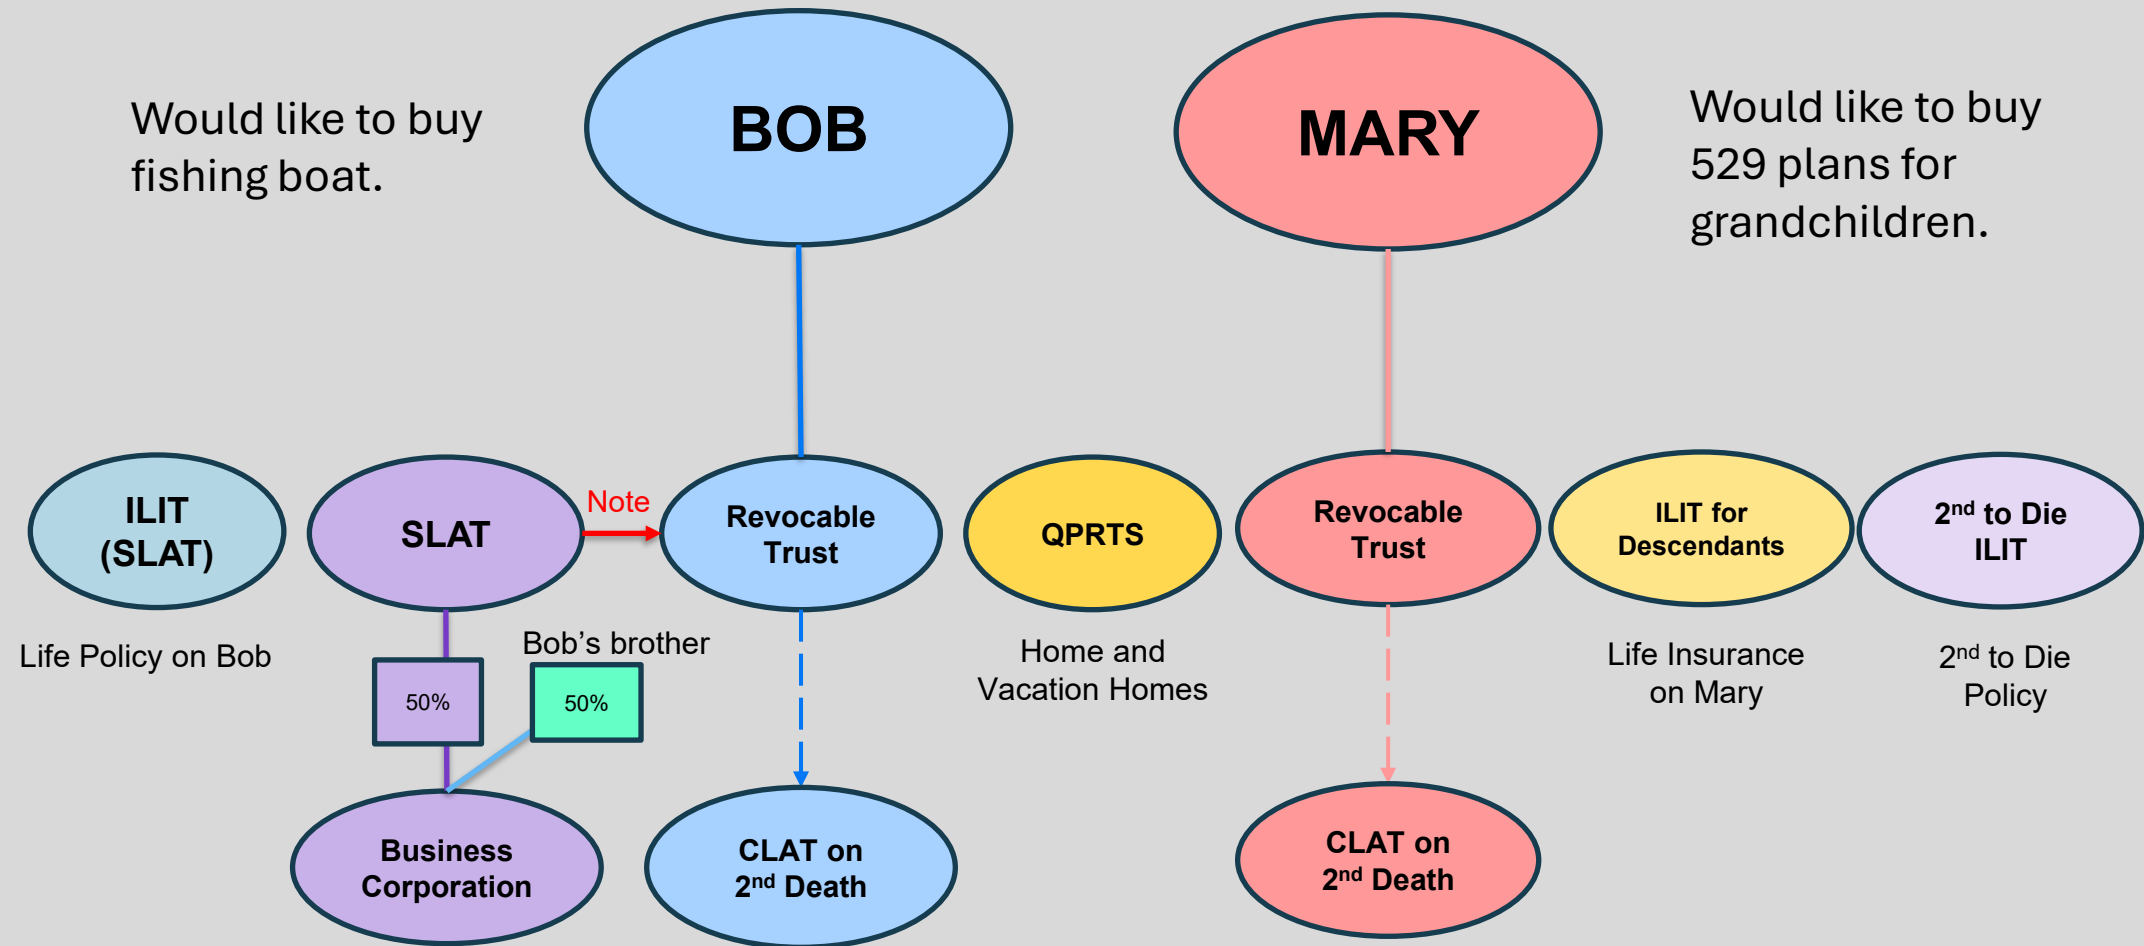 Would like to buy
fishing boat.
BOB
MARY
Would like to buy
529 plans for
grandchildren.
ILIT
(SLAT)
SLAT
Note
Revocable
Trust
QPRTS
Revocable
Trust
ILIT for
Descendants
2nd to Die
ILIT
Life Policy on Bob
50%
Bob’s brother
50%
Home and
Vacation Homes
Life Insurance
on Mary
2nd to Die
Policy
Business
Corporation
CLAT on
2nd Death
CLAT on
2nd Death